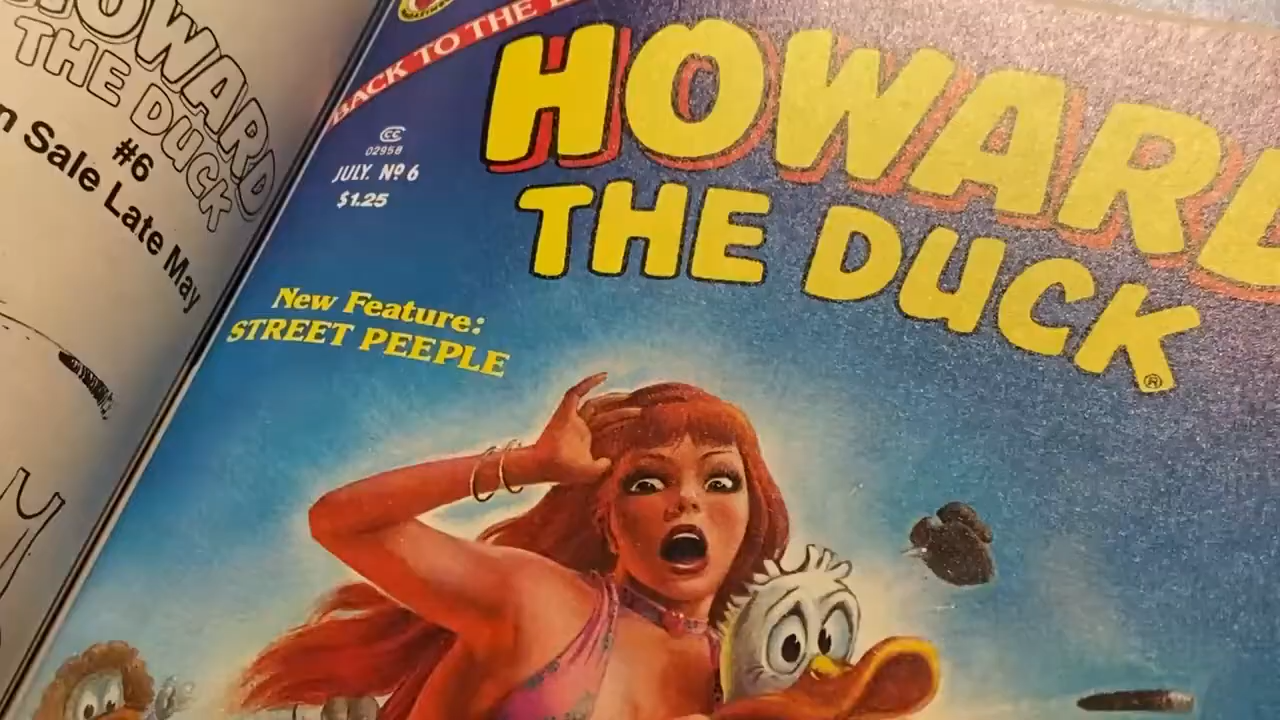 HOWARD
THE DUCK
#6
n Sale Late May
BACK TO THE
HOWARD
THE DUCK
®
CC
02958
JULY. Nº 6
$1.25
New Feature:
STREET PEEPLE